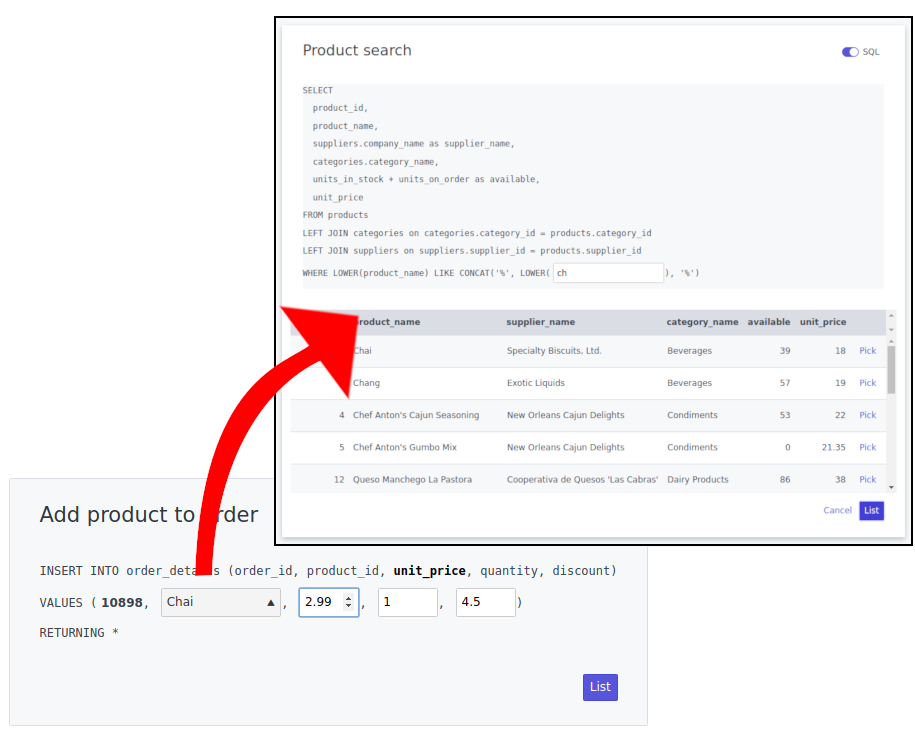 Product search
SQL
SELECT
product_id,
product_name,
suppliers.company_name as supplier_name,
categories.category_name,
units_in_stock + units_on_order as available,
unit_price
FROM products
LEFT JOIN categories on categories.category_id = products.category_id
LEFT JOIN suppliers on suppliers.supplier_id = products.supplier_id
WHERE LOWER(product_name) LIKE CONCAT('%', LOWER( ch ), '%')
product_name supplier_name category_name available unit_price
Chai Specialty Biscuits, Ltd. Beverages 39 18 Pick
Chang Exotic Liquids Beverages 57 19 Pick
4 Chef Anton's Cajun Seasoning New Orleans Cajun Delights Condiments 53 22 Pick
5 Chef Anton's Gumbo Mix New Orleans Cajun Delights Condiments 0 21.35 Pick
12 Queso Manchego La Pastora Cooperativa de Quesos 'Las Cabras' Dairy Products 86 38 Pick
Cancel List
Add product to order
INSERT INTO order_details (order_id, product_id, unit_price, quantity, discount)
VALUES ( 10898, Chai ▲, 2.99, 1, 4.5 )
RETURNING *
List